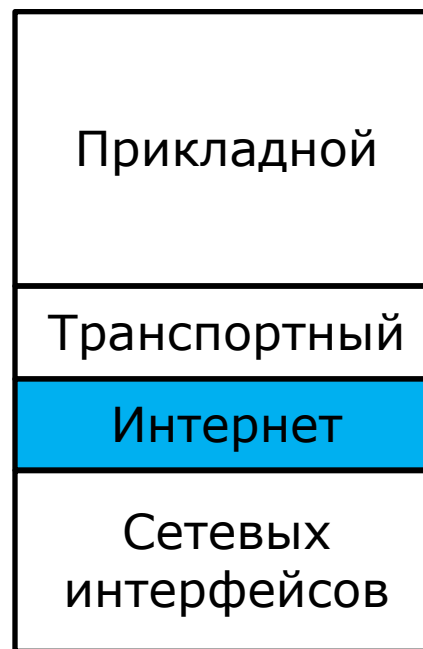 Прикладной
Транспортный
Интернет
Сетевых
интерфейсов